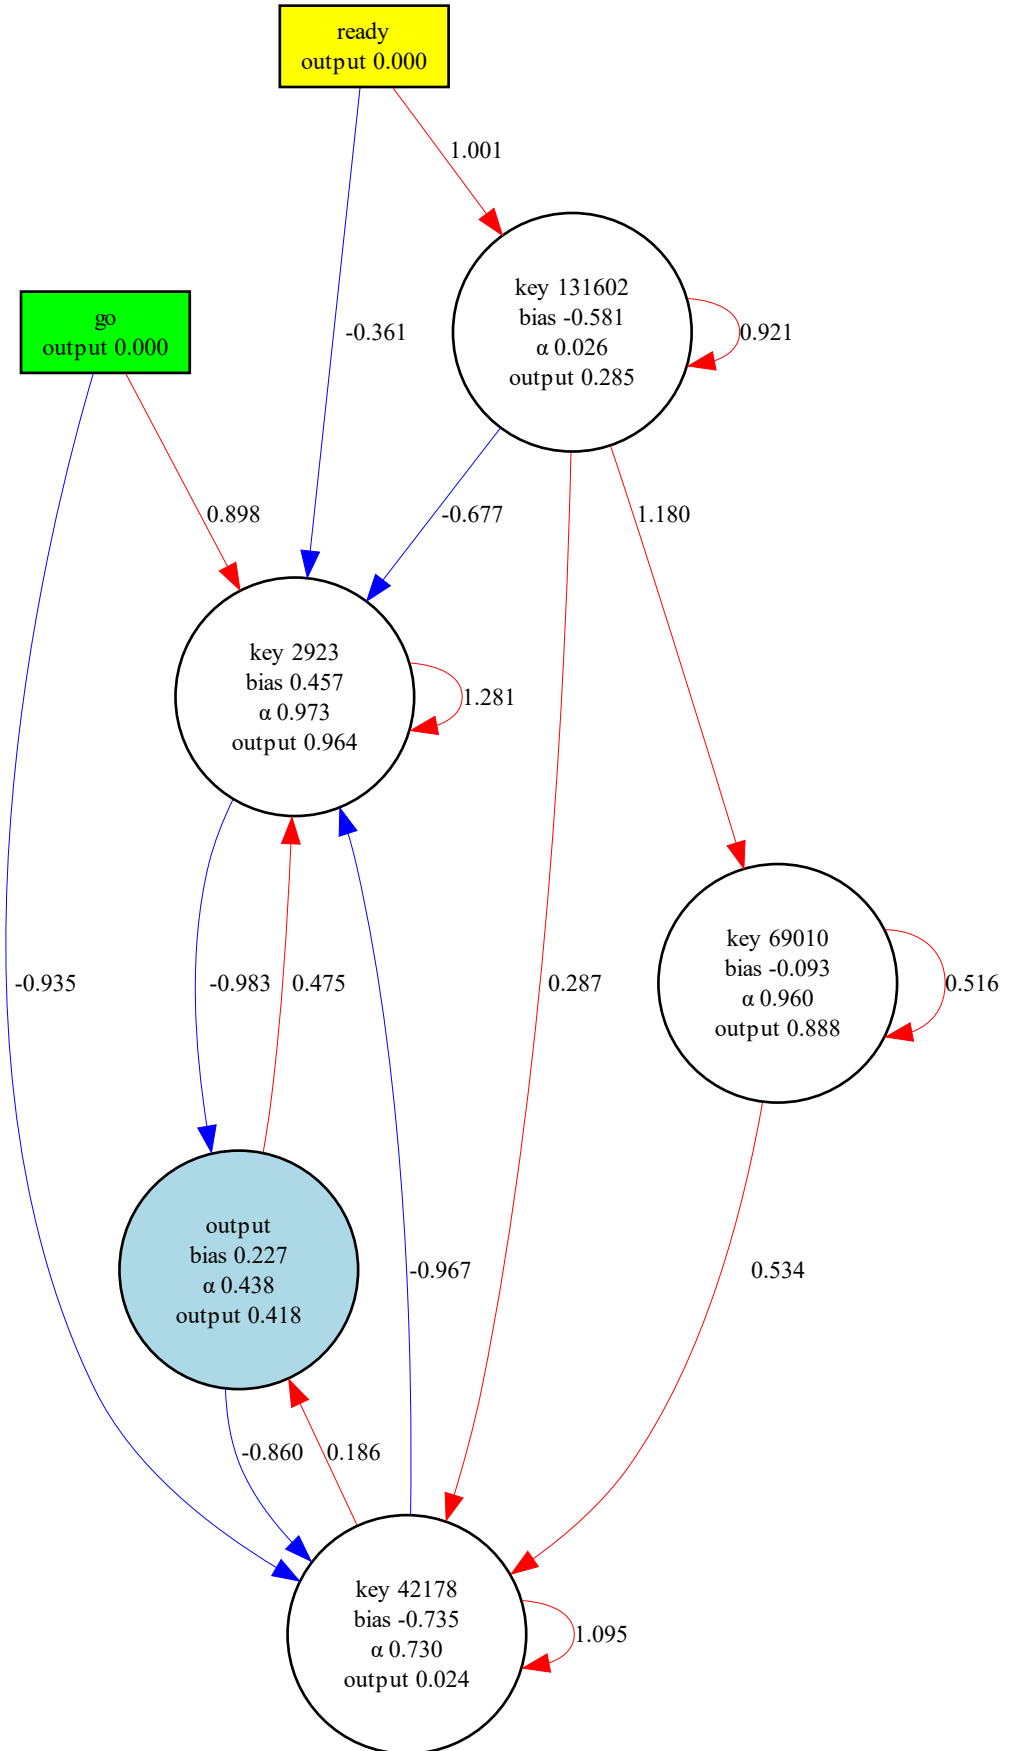 ready
output 0.000
1.001
key 131602
bias -0.581
α 0.026
output 0.285
0.921
go
output 0.000
-0.361
0.898
-0.677
1.180
key 2923
bias 0.457
α 0.973
output 0.964
1.281
key 69010
bias -0.093
α 0.960
output 0.888
0.516
-0.935
-0.983
0.475
0.287
output
bias 0.227
α 0.438
output 0.418
-0.967
0.534
-0.860
0.186
key 42178
bias -0.735
α 0.730
output 0.024
1.095